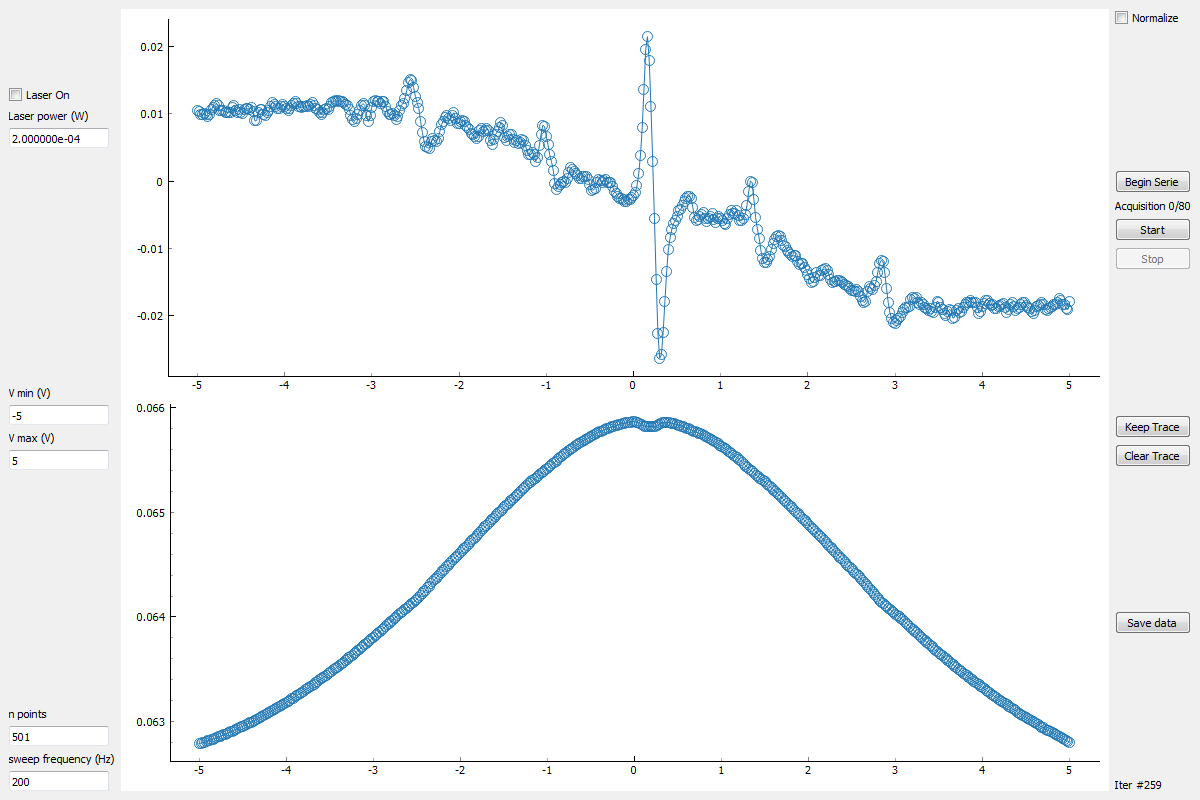 Normalize
Laser On
Laser power (W)
2.000000e-04
0.02
0.01
0
-0.01
-0.02
-5 -4 -3 -2 -1 0 1 2 3 4 5
Begin Serie
Acquisition 0/80
Start
Stop
V min (V)
-5
V max (V)
5
0.066
0.065
0.064
0.063
-5 -4 -3 -2 -1 0 1 2 3 4 5
Keep Trace
Clear Trace
Save data
n points
501
sweep frequency (Hz)
200
Iter #259